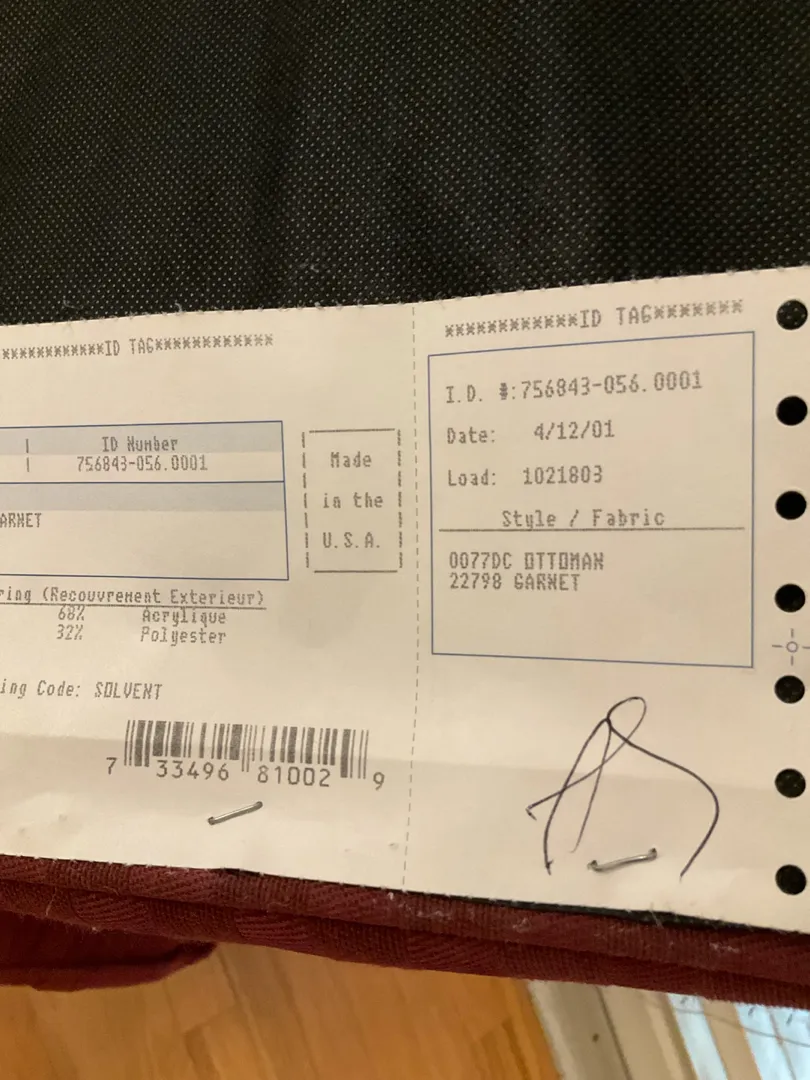 ************ID TAG************
ID Number
756843-056.0001
ARNET
ring (Recouvrement Exterieur)
68% Acrylique
32% Polyester
ing Code: SOLVENT
7 33496 81002 9
Made
in the
U.S.A.
************ID TAG*******
I.D. #:756843-056.0001
Date: 4/12/01
Load: 1021803
Style / Fabric
0077DC OTTOMAN
22798 GARNET